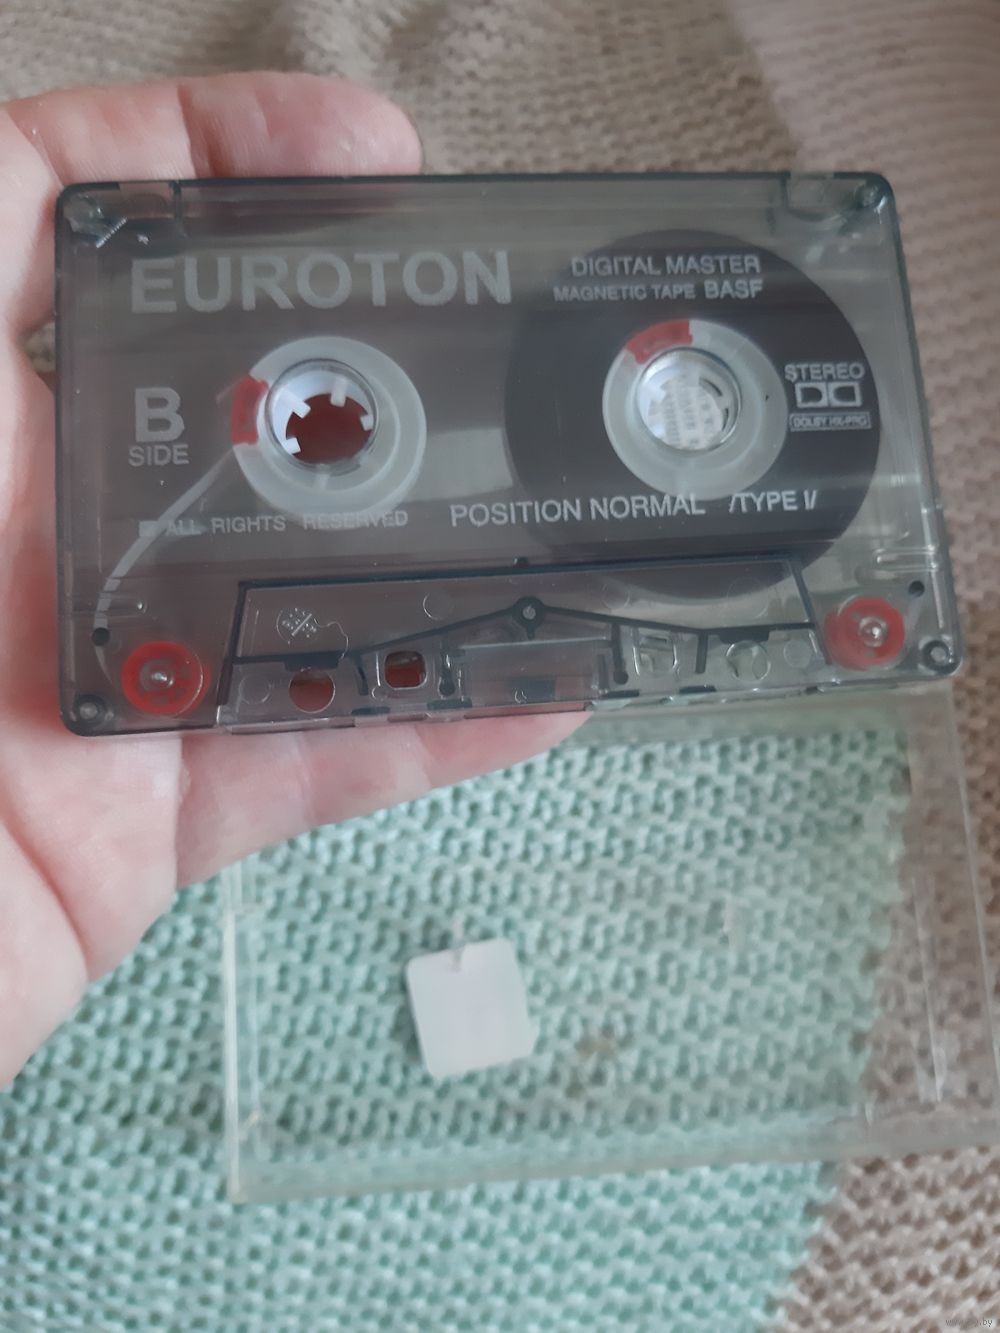 EUROTON
DIGITAL MASTER
MAGNETIC TAPE BASF
B
SIDE
STEREO
DOLBY HX-PRO
ALL RIGHTS RESERVED
POSITION NORMAL /TYPE I/